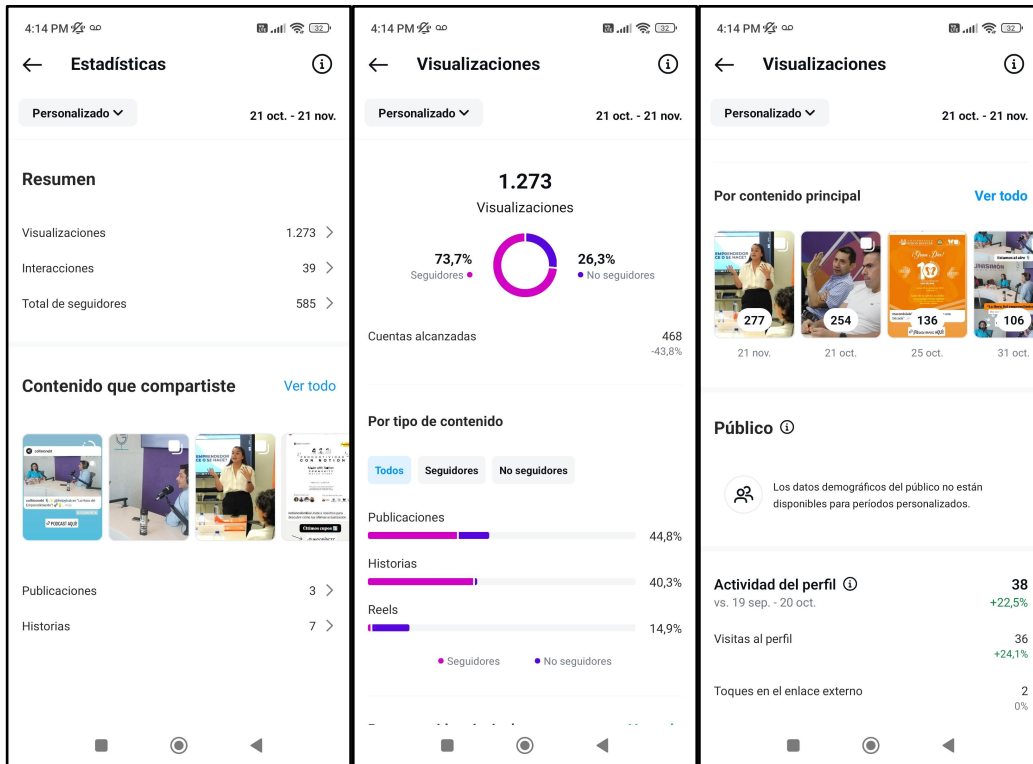 4:14 PM
32
Estadísticas
Personalizado
21 oct. - 21 nov.
Resumen
Visualizaciones
1.273
Interacciones
39
Total de seguidores
585
Contenido que compartiste
Ver todo
PODCAST AQUÍ
CON NOTION
Últimos cupos
Publicaciones
3
Historias
7
4:14 PM
32
Visualizaciones
Personalizado
21 oct. - 21 nov.
1.273
Visualizaciones
73,7%
Seguidores
26,3%
No seguidores
Cuentas alcanzadas
468
-43,8%
Por tipo de contenido
Todos
Seguidores
No seguidores
Publicaciones
44,8%
Historias
40,3%
Reels
14,9%
Seguidores
No seguidores
4:14 PM
32
Visualizaciones
Personalizado
21 oct. - 21 nov.
Por contenido principal
Ver todo
277
254
136
106
21 nov.
21 oct.
25 oct.
31 oct.
Público
Los datos demográficos del público no están
disponibles para períodos personalizados.
Actividad del perfil
38
vs. 19 sep. - 20 oct.
+22,5%
Visitas al perfil
36
+24,1%
Toques en el enlace externo
2
0%